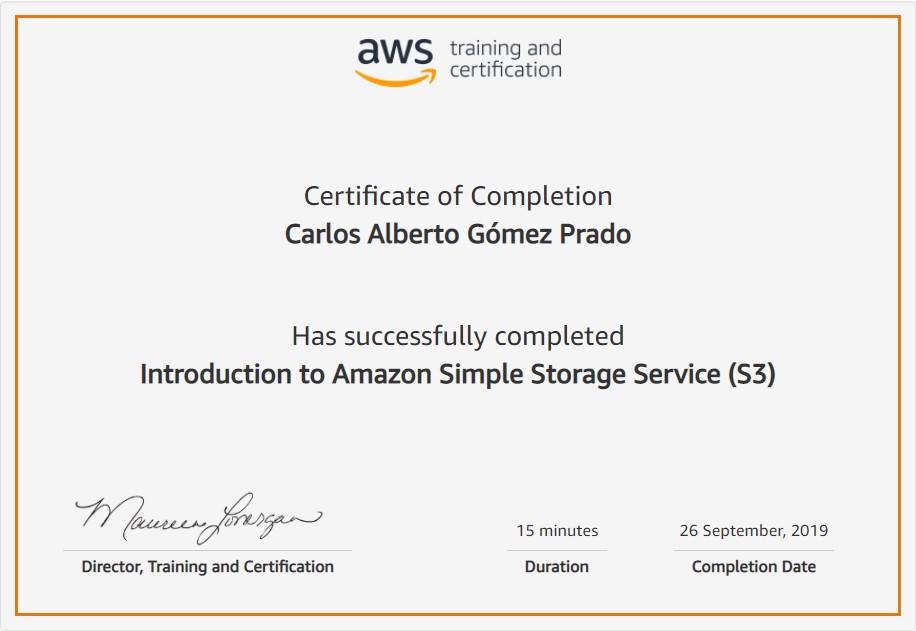 aws training and
certification
Certificate of Completion
Carlos Alberto Gómez Prado
Has successfully completed
Introduction to Amazon Simple Storage Service (S3)
Maureen Lonergan
15 minutes
26 September, 2019
Director, Training and Certification
Duration
Completion Date